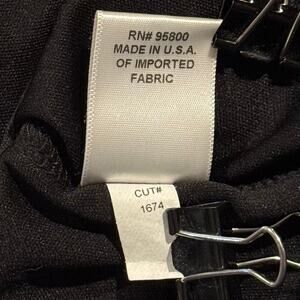 RN# 95800
MADE IN U.S.A.
OF IMPORTED
FABRIC
CUT#
1674